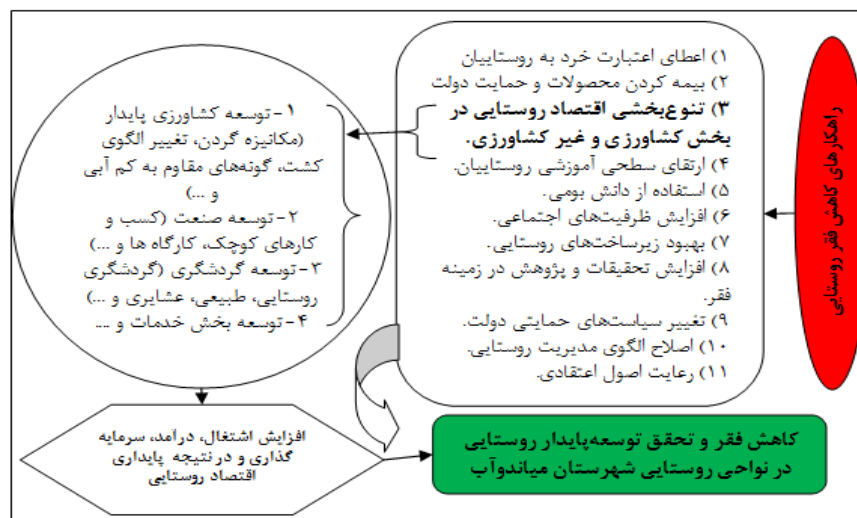 راهکارهای کاهش فقر روستایی
۱) اعطای اعتبارت خرد به روستاییان
۲) بیمه کردن محصولات و حمایت دولت
۳) تنوع‌بخشی اقتصاد روستایی در
بخش کشاورزی و غیر کشاورزی.
۴) ارتقای سطحی آموزشی روستاییان.
۵) استفاده از دانش بومی.
۶) افزایش ظرفیت‌های اجتماعی.
۷) بهبود زیرساخت‌های روستایی.
۸) افزایش تحقیقات و پژوهش در زمینه
فقر.
۹) تغییر سیاست‌های حمایتی دولت.
۱۰) اصلاح الگوی مدیریت روستایی.
۱۱) رعایت اصول اعتقادی.
۱- توسعه کشاورزی پایدار
(مکانیزه گردن، تغییر الگوی
کشت، گونه‌های مقاوم به کم آبی
و ...)
۲- توسعه صنعت (کسب و
کارهای کوچک، کارگاه ها و ...)
۳- توسعه گردشگری (گردشگری
روستایی، طبیعی، عشایری و ...)
۴- توسعه بخش خدمات و ...
افزایش اشتغال، درآمد، سرمایه
گذاری و در نتیجه پایداری
اقتصاد روستایی
کاهش فقر و تحقق توسعه‌پایدار روستایی
در نواحی روستایی شهرستان میاندوآب